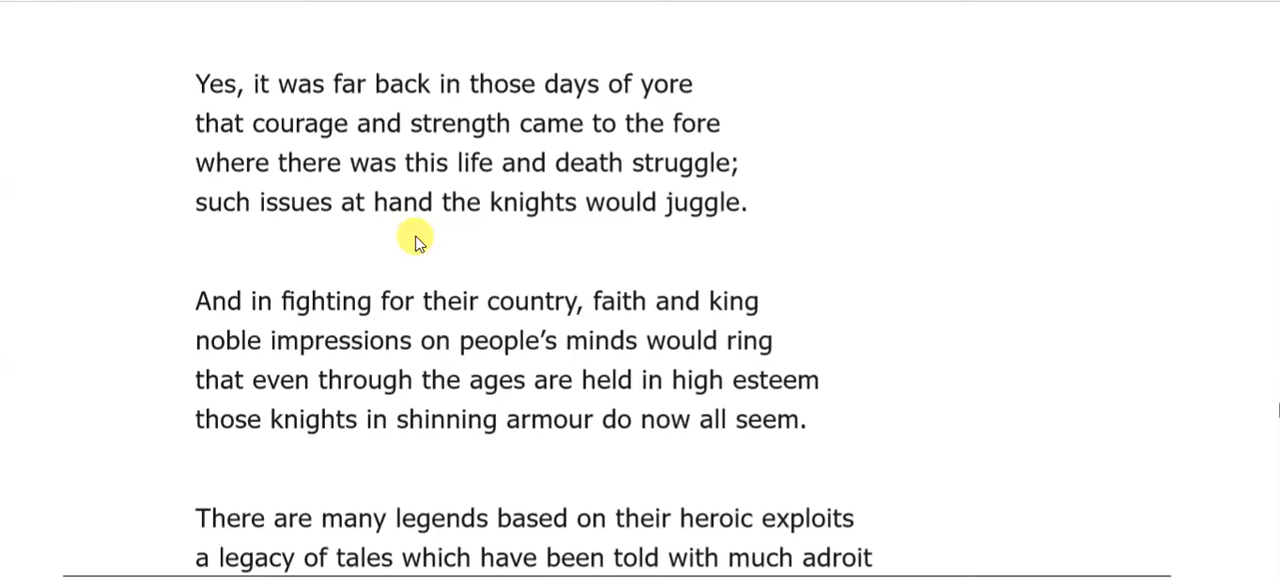 Yes, it was far back in those days of yore
that courage and strength came to the fore
where there was this life and death struggle;
such issues at hand the knights would juggle.
And in fighting for their country, faith and king
noble impressions on people’s minds would ring
that even through the ages are held in high esteem
those knights in shinning armour do now all seem.
There are many legends based on their heroic exploits
a legacy of tales which have been told with much adroit